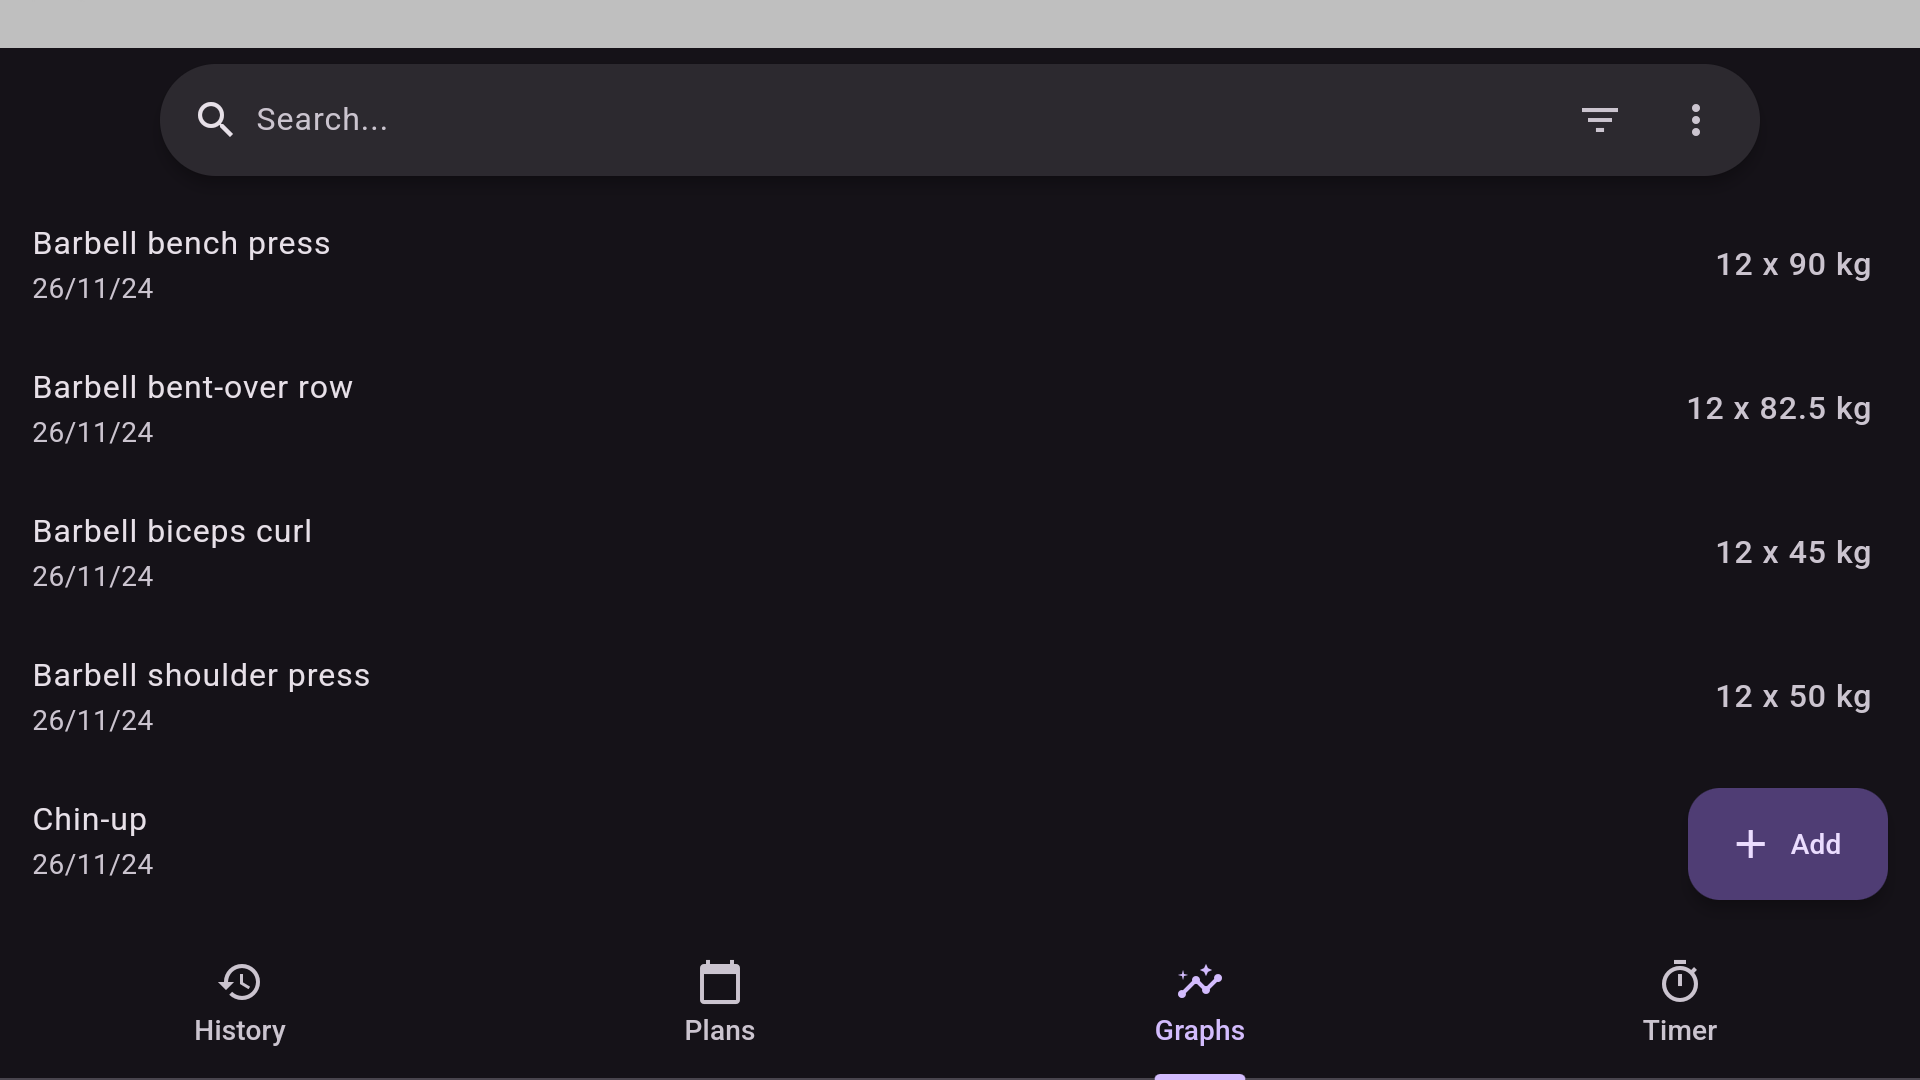 Search...
Barbell bench press
26/11/24
12 x 90 kg
Barbell bent-over row
26/11/24
12 x 82.5 kg
Barbell biceps curl
26/11/24
12 x 45 kg
Barbell shoulder press
26/11/24
12 x 50 kg
Chin-up
26/11/24
Add
History
Plans
Graphs
Timer